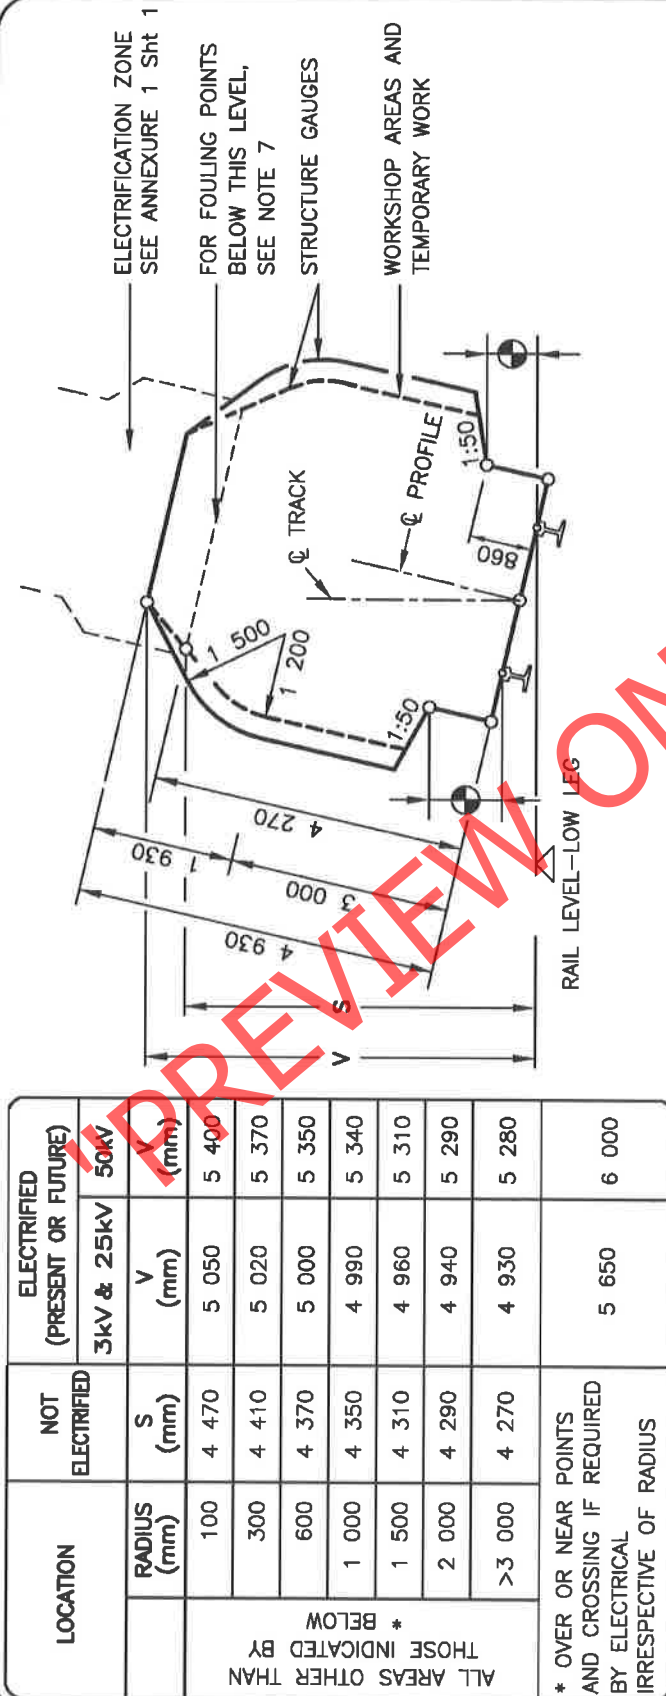 LOCATION
NOT
ELECTRIFIED
ELECTRIFIED
(PRESENT OR FUTURE)
3kV & 25kV
50kV
RADIUS
(mm)
S
(mm)
V
(mm)
V
(mm)
ALL AREAS OTHER THAN
THOSE INDICATED BY
* BELOW
100 4 470 5 050 5 400
300 4 410 5 020 5 370
600 4 370 5 000 5 350
1 000 4 350 4 990 5 340
1 500 4 310 4 960 5 310
2 000 4 290 4 940 5 290
>3 000 4 270 4 930 5 280
* OVER OR NEAR POINTS
AND CROSSING IF REQUIRED
BY ELECTRICAL
IRRESPECTIVE OF RADIUS
5 650
6 000
ELECTRIFICATION ZONE
SEE ANNEXURE 1 Sht 1
FOR FOULING POINTS
BELOW THIS LEVEL,
SEE NOTE 7
STRUCTURE GAUGES
WORKSHOP AREAS AND
TEMPORARY WORK
℄ TRACK
℄ PROFILE
1 500
1 200
1:50
1:50
860
4 270
1 930
3 000
4 930
S
V
RAIL LEVEL-LOW LEG
"PREVIEW ON